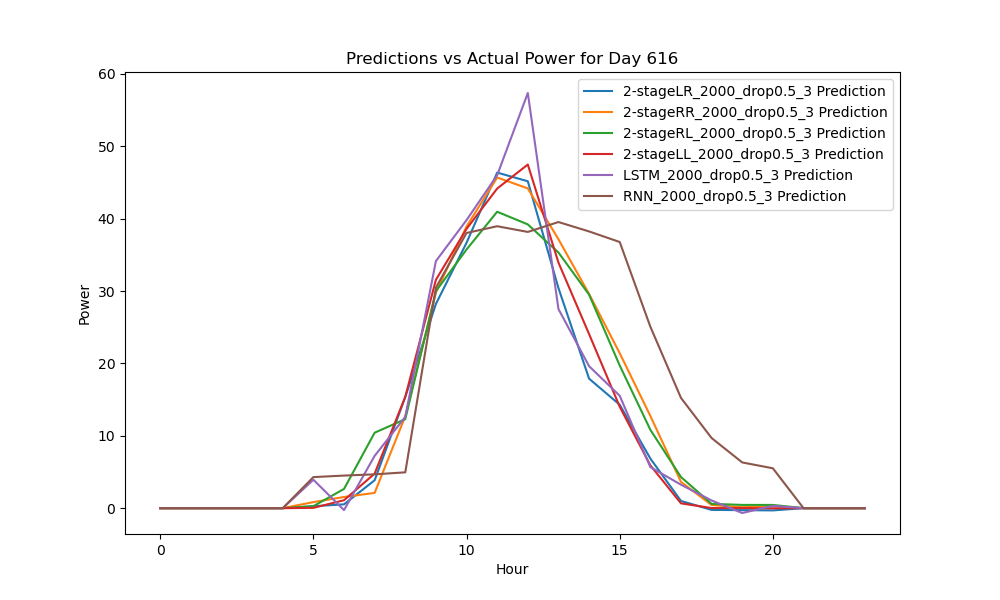 Predictions vs Actual Power for Day 616
60
50
40
30
20
10
0
Power
2-stageLR_2000_drop0.5_3 Prediction
2-stageRR_2000_drop0.5_3 Prediction
2-stageRL_2000_drop0.5_3 Prediction
2-stageLL_2000_drop0.5_3 Prediction
LSTM_2000_drop0.5_3 Prediction
RNN_2000_drop0.5_3 Prediction
0 5 10 15 20
Hour